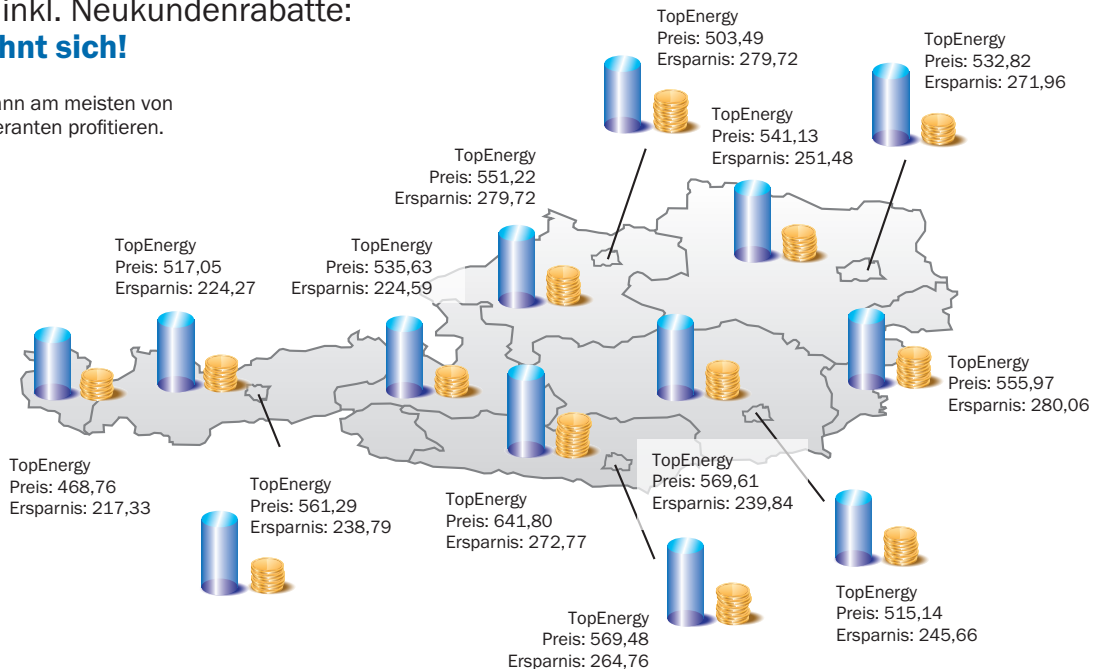 inkl. Neukundenrabatte:
hnt sich!
ann am meisten von
eranten profitieren.
TopEnergy
Preis: 503,49
Ersparnis: 279,72
TopEnergy
Preis: 532,82
Ersparnis: 271,96
TopEnergy
Preis: 541,13
Ersparnis: 251,48
TopEnergy
Preis: 551,22
Ersparnis: 279,72
TopEnergy
Preis: 517,05
Ersparnis: 224,27
TopEnergy
Preis: 535,63
Ersparnis: 224,59
TopEnergy
Preis: 555,97
Ersparnis: 280,06
TopEnergy
Preis: 468,76
Ersparnis: 217,33
TopEnergy
Preis: 561,29
Ersparnis: 238,79
TopEnergy
Preis: 641,80
Ersparnis: 272,77
TopEnergy
Preis: 569,61
Ersparnis: 239,84
TopEnergy
Preis: 569,48
Ersparnis: 264,76
TopEnergy
Preis: 515,14
Ersparnis: 245,66